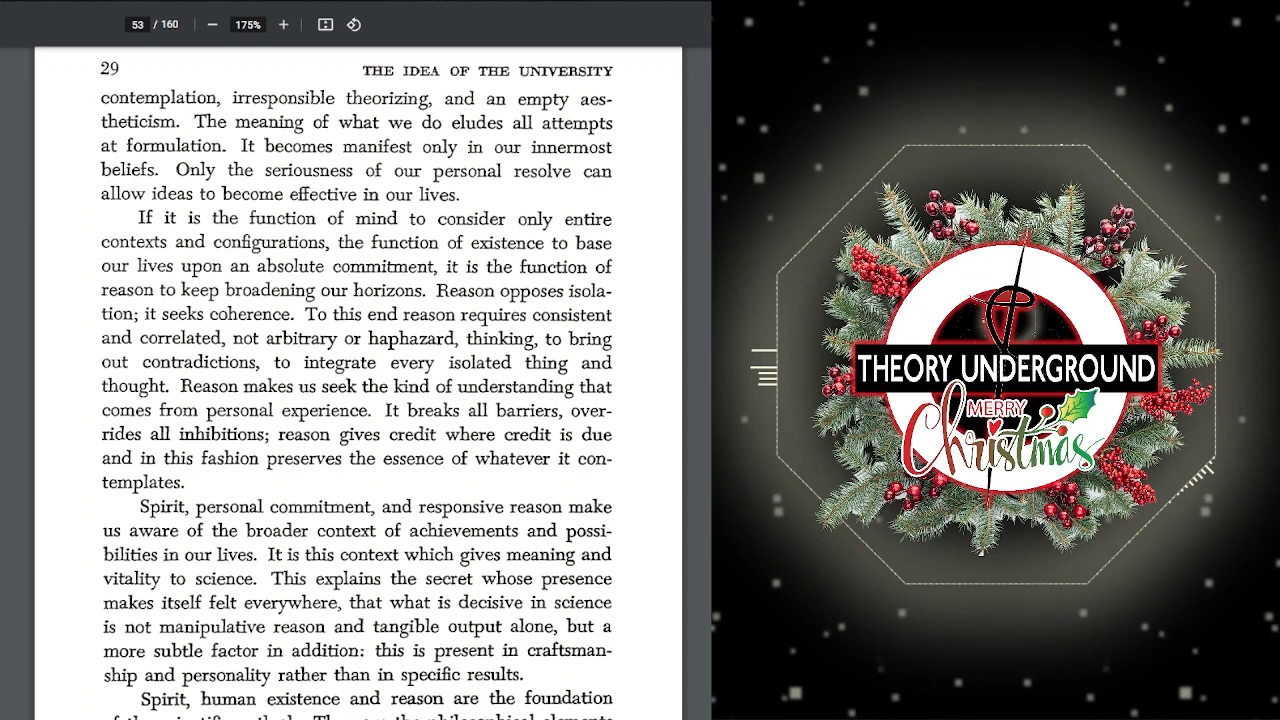 53 / 160 — 175% +
29 THE IDEA OF THE UNIVERSITY
contemplation, irresponsible theorizing, and an empty aes-
theticism. The meaning of what we do eludes all attempts
at formulation. It becomes manifest only in our innermost
beliefs. Only the seriousness of our personal resolve can
allow ideas to become effective in our lives.
If it is the function of mind to consider only entire
contexts and configurations, the function of existence to base
our lives upon an absolute commitment, it is the function of
reason to keep broadening our horizons. Reason opposes isola-
tion; it seeks coherence. To this end reason requires consistent
and correlated, not arbitrary or haphazard, thinking, to bring
out contradictions, to integrate every isolated thing and
thought. Reason makes us seek the kind of understanding that
comes from personal experience. It breaks all barriers, over-
rides all inhibitions; reason gives credit where credit is due
and in this fashion preserves the essence of whatever it con-
templates.
Spirit, personal commitment, and responsive reason make
us aware of the broader context of achievements and possi-
bilities in our lives. It is this context which gives meaning and
vitality to science. This explains the secret whose presence
makes itself felt everywhere, that what is decisive in science
is not manipulative reason and tangible output alone, but a
more subtle factor in addition: this is present in craftsman-
ship and personality rather than in specific results.
Spirit, human existence and reason are the foundation
THEORY UNDERGROUND
MERRY
Christmas